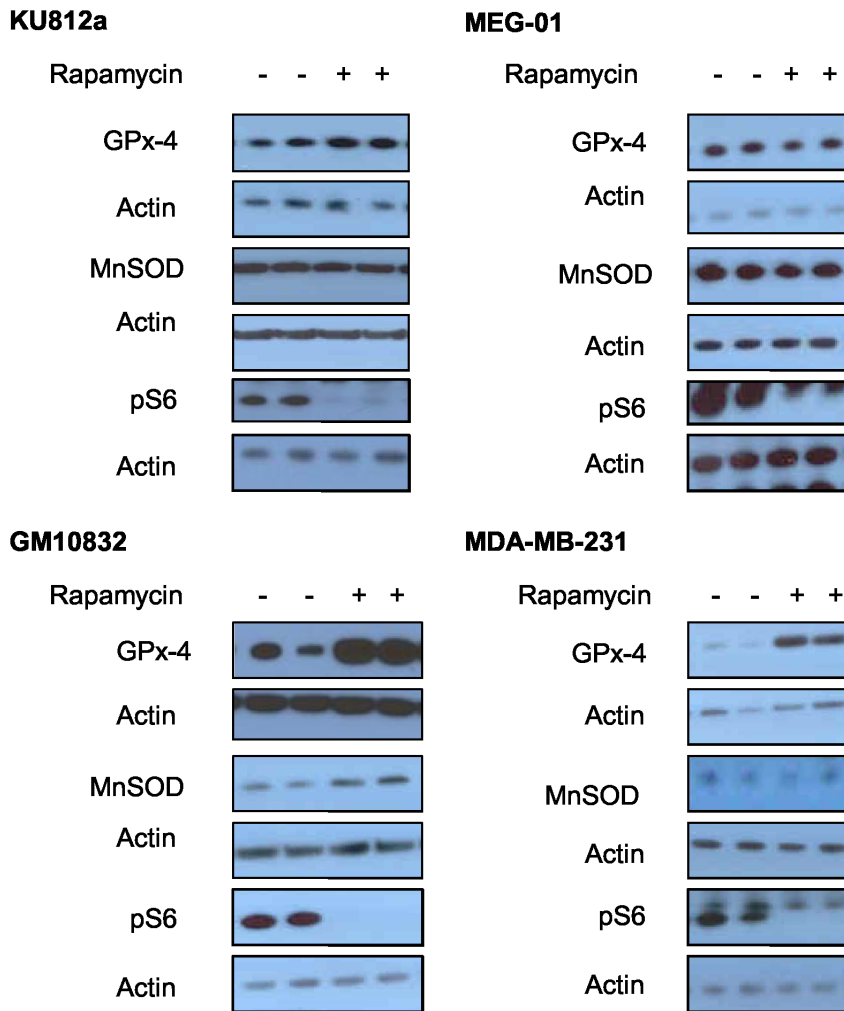 KU812a
Rapamycin - - + +
GPx-4
Actin
MnSOD
Actin
pS6
Actin
MEG-01
Rapamycin - - + +
GPx-4
Actin
MnSOD
Actin
pS6
Actin
GM10832
Rapamycin - - + +
GPx-4
Actin
MnSOD
Actin
pS6
Actin
MDA-MB-231
Rapamycin - - + +
GPx-4
Actin
MnSOD
Actin
pS6
Actin